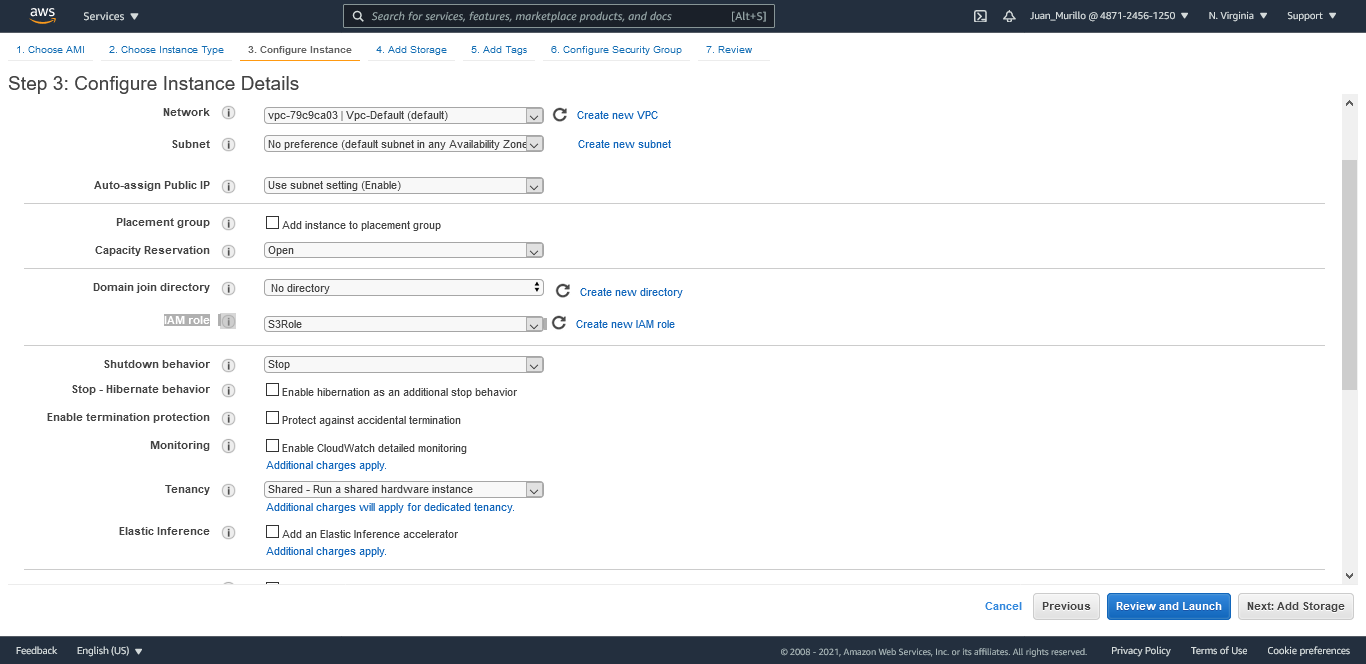 aws Services Search for services, features, marketplace products, and docs [Alt+S] Juan_Murillo @ 4871-2456-1250 N. Virginia Support
1. Choose AMI 2. Choose Instance Type 3. Configure Instance 4. Add Storage 5. Add Tags 6. Configure Security Group 7. Review
Step 3: Configure Instance Details
Network i vpc-79c9ca03 | Vpc-Default (default) Create new VPC
Subnet i No preference (default subnet in any Availability Zone Create new subnet
Auto-assign Public IP i Use subnet setting (Enable)
Placement group i Add instance to placement group
Capacity Reservation i Open
Domain join directory i No directory Create new directory
IAM role i S3Role Create new IAM role
Shutdown behavior i Stop
Stop - Hibernate behavior i Enable hibernation as an additional stop behavior
Enable termination protection i Protect against accidental termination
Monitoring i Enable CloudWatch detailed monitoring
Additional charges apply.
Tenancy i Shared - Run a shared hardware instance
Additional charges will apply for dedicated tenancy.
Elastic Inference i Add an Elastic Inference accelerator
Additional charges apply.
Cancel Previous Review and Launch Next: Add Storage
Feedback English (US) © 2008 - 2021, Amazon Web Services, Inc. or its affiliates. All rights reserved. Privacy Policy Terms of Use Cookie preferences